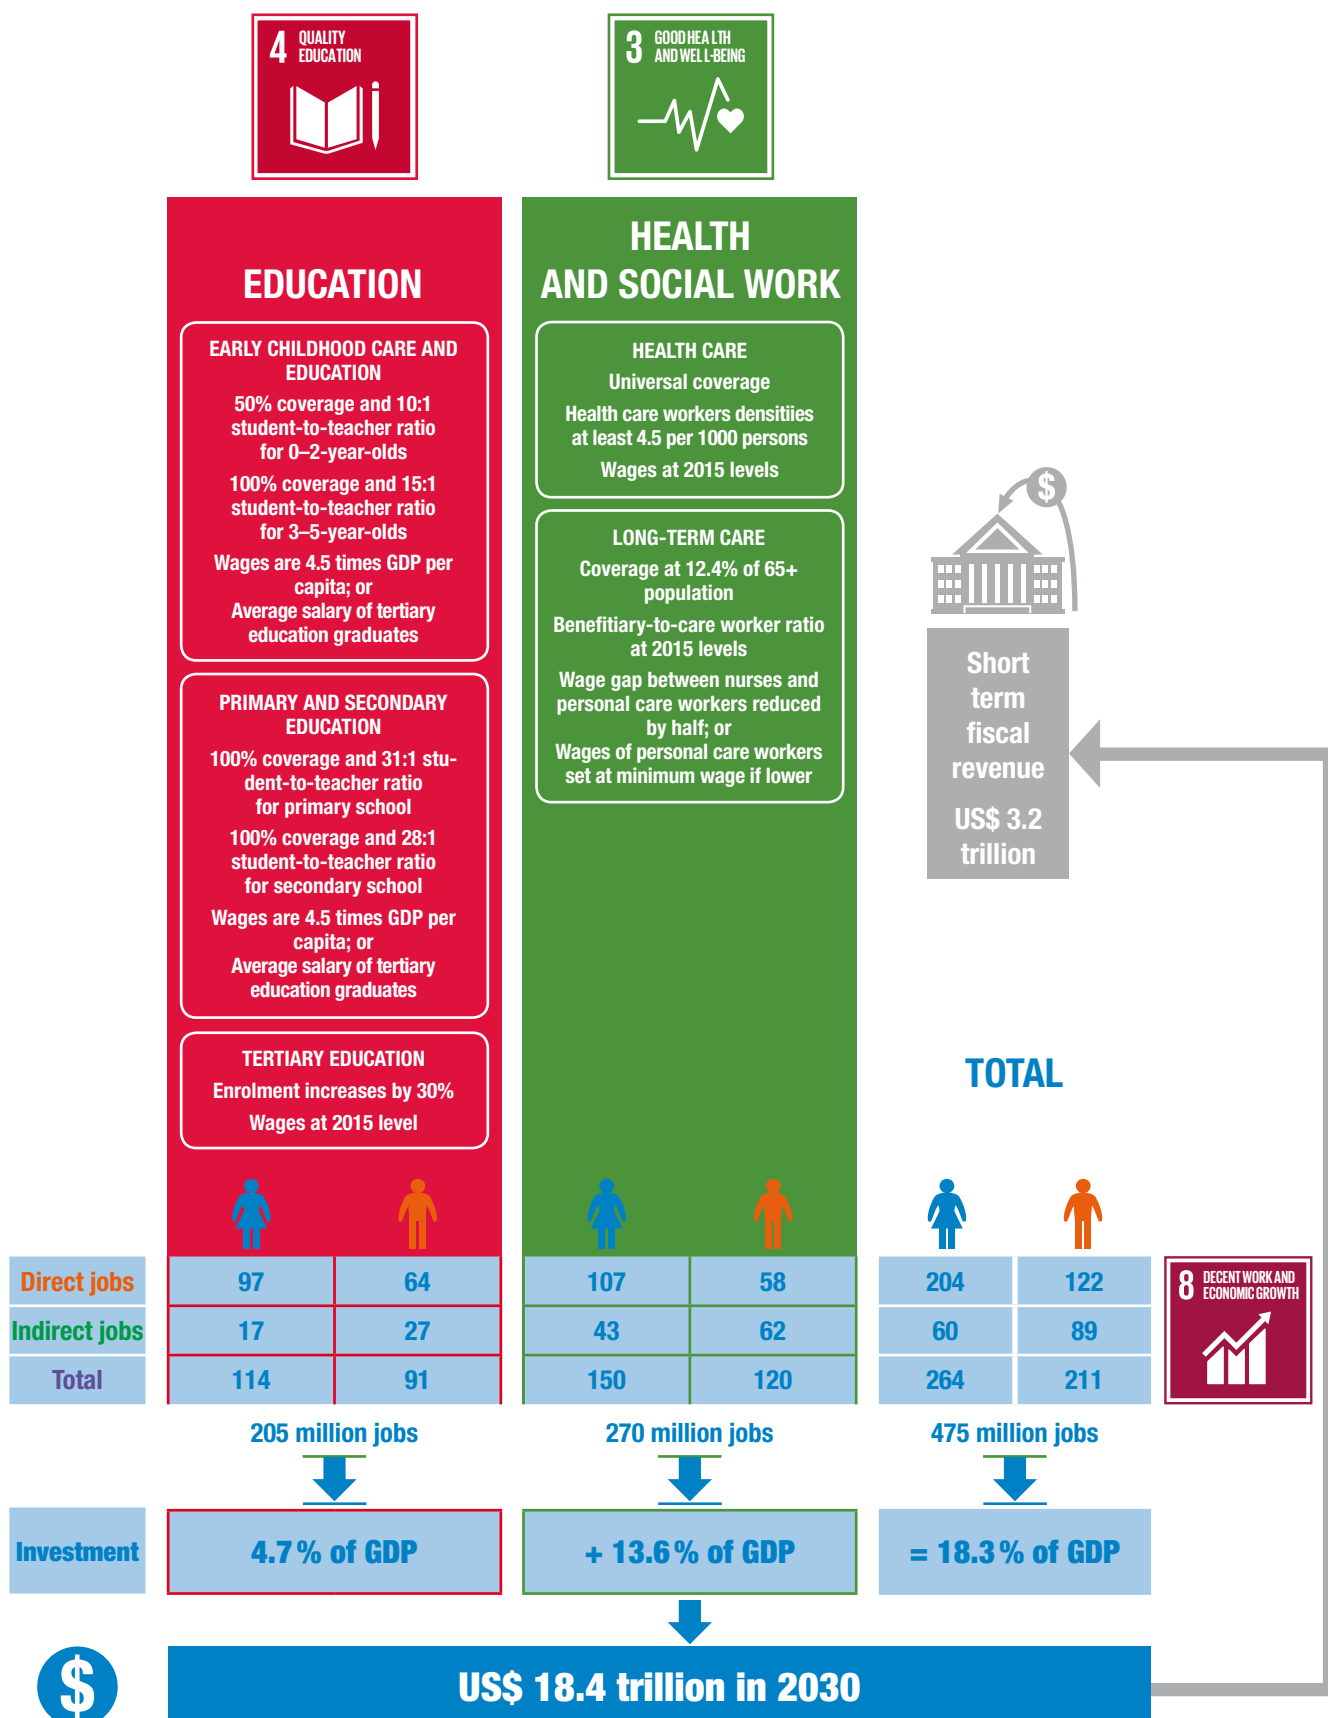 4 QUALITY
EDUCATION
3 GOOD HEALTH
AND WELL-BEING
EDUCATION
EARLY CHILDHOOD CARE AND
EDUCATION
50% coverage and 10:1
student-to-teacher ratio
for 0–2-year-olds
100% coverage and 15:1
student-to-teacher ratio
for 3–5-year-olds
Wages are 4.5 times GDP per
capita; or
Average salary of tertiary
education graduates
PRIMARY AND SECONDARY
EDUCATION
100% coverage and 31:1 stu-
dent-to-teacher ratio
for primary school
100% coverage and 28:1
student-to-teacher ratio
for secondary school
Wages are 4.5 times GDP per
capita; or
Average salary of tertiary
education graduates
TERTIARY EDUCATION
Enrolment increases by 30%
Wages at 2015 level
HEALTH
AND SOCIAL WORK
HEALTH CARE
Universal coverage
Health care workers densitiies
at least 4.5 per 1000 persons
Wages at 2015 levels
LONG-TERM CARE
Coverage at 12.4% of 65+
population
Benefitiary-to-care worker ratio
at 2015 levels
Wage gap between nurses and
personal care workers reduced
by half; or
Wages of personal care workers
set at minimum wage if lower
$
Short
term
fiscal
revenue
US$ 3.2
trillion
TOTAL
Direct jobs 97 64 107 58 204 122
Indirect jobs 17 27 43 62 60 89
Total 114 91 150 120 264 211
8 DECENT WORK AND
ECONOMIC GROWTH
205 million jobs 270 million jobs 475 million jobs
Investment 4.7% of GDP + 13.6% of GDP = 18.3% of GDP
$ US$ 18.4 trillion in 2030